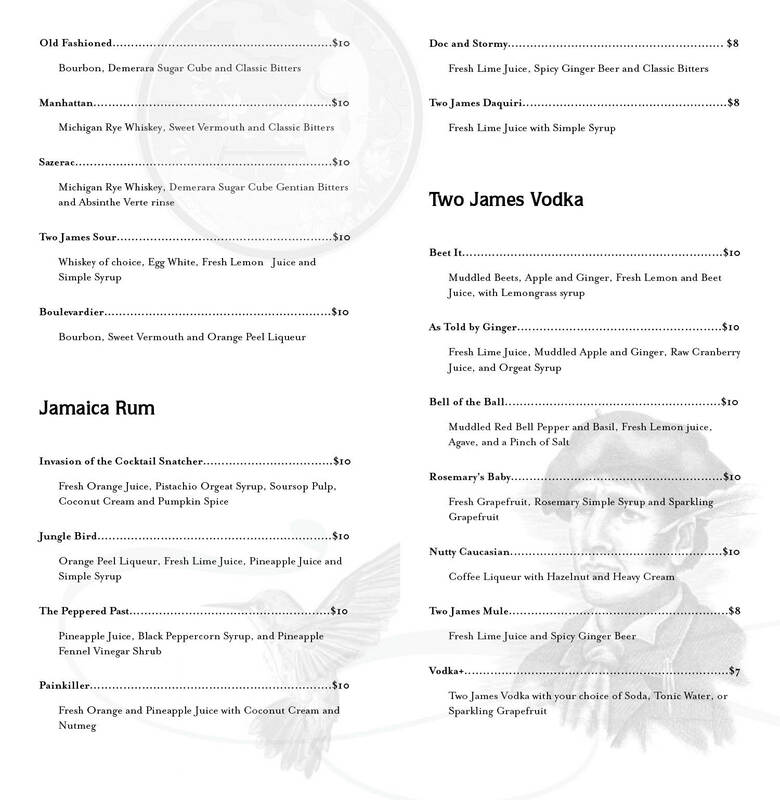 Old Fashioned..........................................................$10
Bourbon, Demerara Sugar Cube and Classic Bitters
Manhattan...............................................................$10
Michigan Rye Whiskey, Sweet Vermouth and Classic Bitters
Sazerac....................................................................$10
Michigan Rye Whiskey, Demerara Sugar Cube Gentian Bitters
and Absinthe Verte rinse
Two James Sour.........................................................$10
Whiskey of choice, Egg White, Fresh Lemon Juice and
Simple Syrup
Boulevardier............................................................$10
Bourbon, Sweet Vermouth and Orange Peel Liqueur
Jamaica Rum
Invasion of the Cocktail Snatcher..................................$10
Fresh Orange Juice, Pistachio Orgeat Syrup, Soursop Pulp,
Coconut Cream and Pumpkin Spice
Jungle Bird..............................................................$10
Orange Peel Liqueur, Fresh Lime Juice, Pineapple Juice and
Simple Syrup
The Peppered Past.....................................................$10
Pineapple Juice, Black Peppercorn Syrup, and Pineapple
Fennel Vinegar Shrub
Painkiller................................................................$10
Fresh Orange and Pineapple Juice with Coconut Cream and
Nutmeg
Doc and Stormy......................................................... $8
Fresh Lime Juice, Spicy Ginger Beer and Classic Bitters
Two James Daquiri......................................................$8
Fresh Lime Juice with Simple Syrup
Two James Vodka
Beet It.....................................................................$10
Muddled Beets, Apple and Ginger, Fresh Lemon and Beet
Juice, with Lemongrass syrup
As Told by Ginger......................................................$10
Fresh Lime Juice, Muddled Apple and Ginger, Raw Cranberry
Juice, and Orgeat Syrup
Bell of the Ball.........................................................$10
Muddled Red Bell Pepper and Basil, Fresh Lemon juice,
Agave, and a Pinch of Salt
Rosemary's Baby........................................................$10
Fresh Grapefruit, Rosemary Simple Syrup and Sparkling
Grapefruit
Nutty Caucasian........................................................$10
Coffee Liqueur with Hazelnut and Heavy Cream
Two James Mule..........................................................$8
Fresh Lime Juice and Spicy Ginger Beer
Vodka+......................................................................$7
Two James Vodka with your choice of Soda, Tonic Water, or
Sparkling Grapefruit